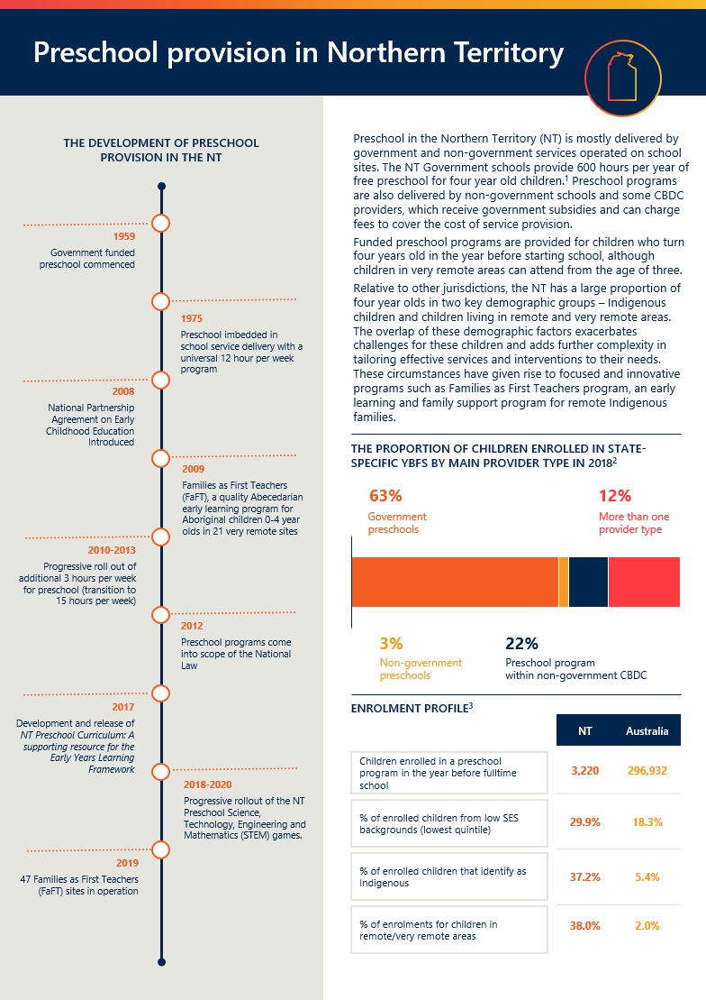 Preschool provision in Northern Territory
THE DEVELOPMENT OF PRESCHOOL
PROVISION IN THE NT
1959
Government funded
preschool commenced
1975
Preschool imbedded in
school service delivery with a
universal 12 hour per week
program
2008
National Partnership
Agreement on Early
Childhood Education
Introduced
2009
Families as First Teachers
(FaFT), a quality Abecedarian
early learning program for
Aboriginal children 0-4 year
olds in 21 very remote sites
2010-2013
Progressive roll out of
additional 3 hours per week
for preschool (transition to
15 hours per week)
2012
Preschool programs come
into scope of the National
Law
2017
Development and release of
NT Preschool Curriculum: A
supporting resource for the
Early Years Learning
Framework
2018-2020
Progressive rollout of the NT
Preschool Science,
Technology, Engineering and
Mathematics (STEM) games.
2019
47 Families as First Teachers
(FaFT) sites in operation
Preschool in the Northern Territory (NT) is mostly delivered by
government and non-government services operated on school
sites. The NT Government schools provide 600 hours per year of
free preschool for four year old children.1 Preschool programs
are also delivered by non-government schools and some CBDC
providers, which receive government subsidies and can charge
fees to cover the cost of service provision.
Funded preschool programs are provided for children who turn
four years old in the year before starting school, although
children in very remote areas can attend from the age of three.
Relative to other jurisdictions, the NT has a large proportion of
four year olds in two key demographic groups – Indigenous
children and children living in remote and very remote areas.
The overlap of these demographic factors exacerbates
challenges for these children and adds further complexity in
tailoring effective services and interventions to their needs.
These circumstances have given rise to focused and innovative
programs such as Families as First Teachers program, an early
learning and family support program for remote Indigenous
families.
THE PROPORTION OF CHILDREN ENROLLED IN STATE-
SPECIFIC YBFS BY MAIN PROVIDER TYPE IN 20182
63%
Government
preschools
12%
More than one
provider type
3%
Non-government
preschools
22%
Preschool program
within non-government CBDC
ENROLMENT PROFILE3
NT Australia
Children enrolled in a preschool
program in the year before fulltime
school
3,220 296,932
% of enrolled children from low SES
backgrounds (lowest quintile)
29.9% 18.3%
% of enrolled children that identify as
Indigenous
37.2% 5.4%
% of enrolments for children in
remote/very remote areas
38.0% 2.0%